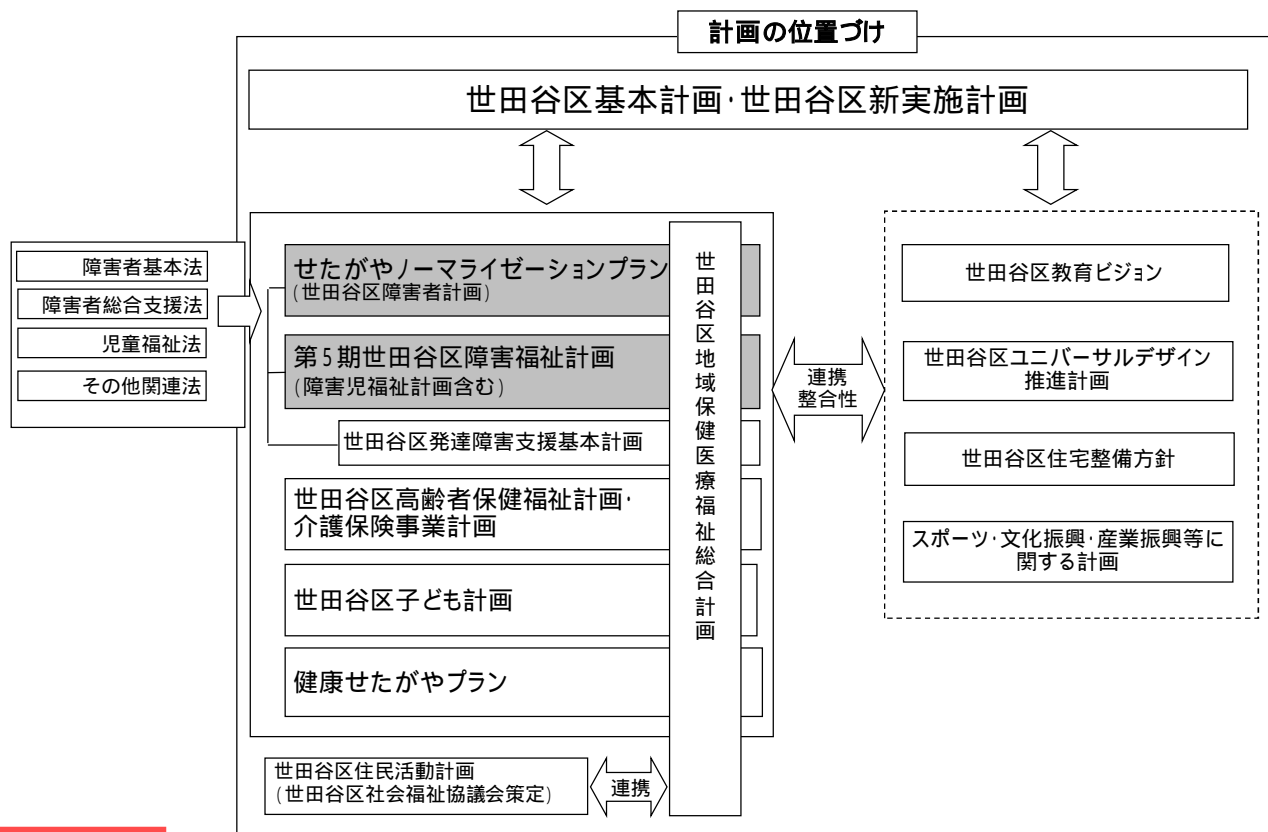 計画の位置づけ
世田谷区基本計画･世田谷区新実施計画
障害者基本法
障害者総合支援法
児童福祉法
その他関連法
せたがやノーマライゼーションプラン
(世田谷区障害者計画)
第5期世田谷区障害福祉計画
(障害児福祉計画含む)
世田谷区発達障害支援基本計画
世田谷区高齢者保健福祉計画･
介護保険事業計画
世田谷区子ども計画
健康せたがやプラン
世田谷区地域保健医療福祉総合計画
連携
整合性
世田谷区教育ビジョン
世田谷区ユニバーサルデザイン
推進計画
世田谷区住宅整備方針
スポーツ･文化振興･産業振興等に
関する計画
世田谷区住民活動計画
(世田谷区社会福祉協議会策定)
連携